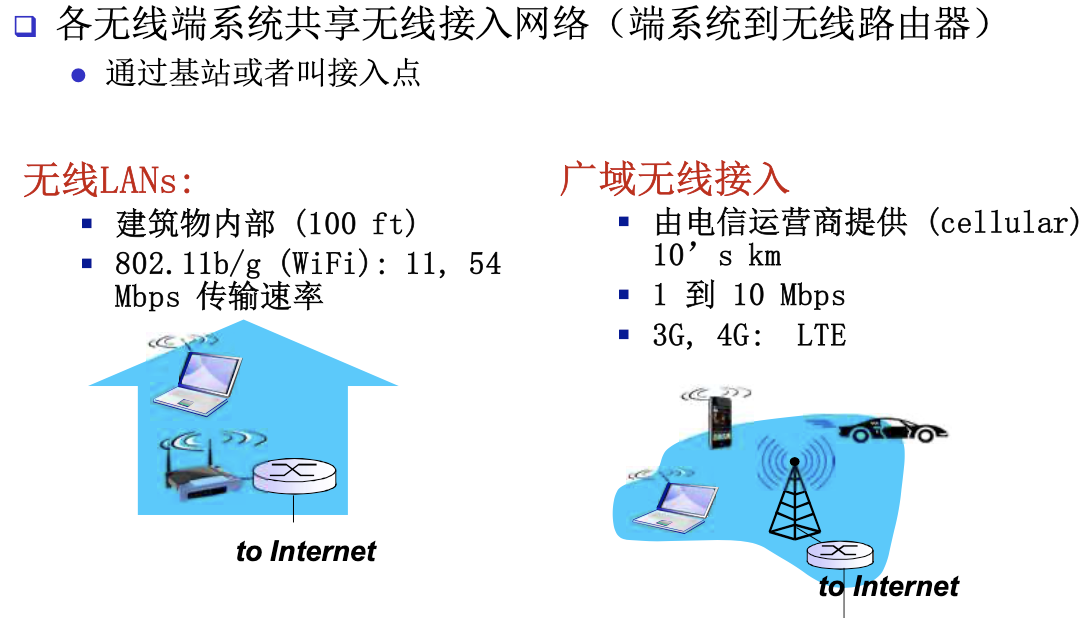 各无线端系统共享无线接入网络（端系统到无线路由器）
通过基站或者叫接入点
无线LANs:
建筑物内部 (100 ft)
802.11b/g (WiFi): 11, 54
Mbps 传输速率
to Internet
广域无线接入
由电信运营商提供 (cellular)
10’s km
1 到 10 Mbps
3G, 4G: LTE
to Internet